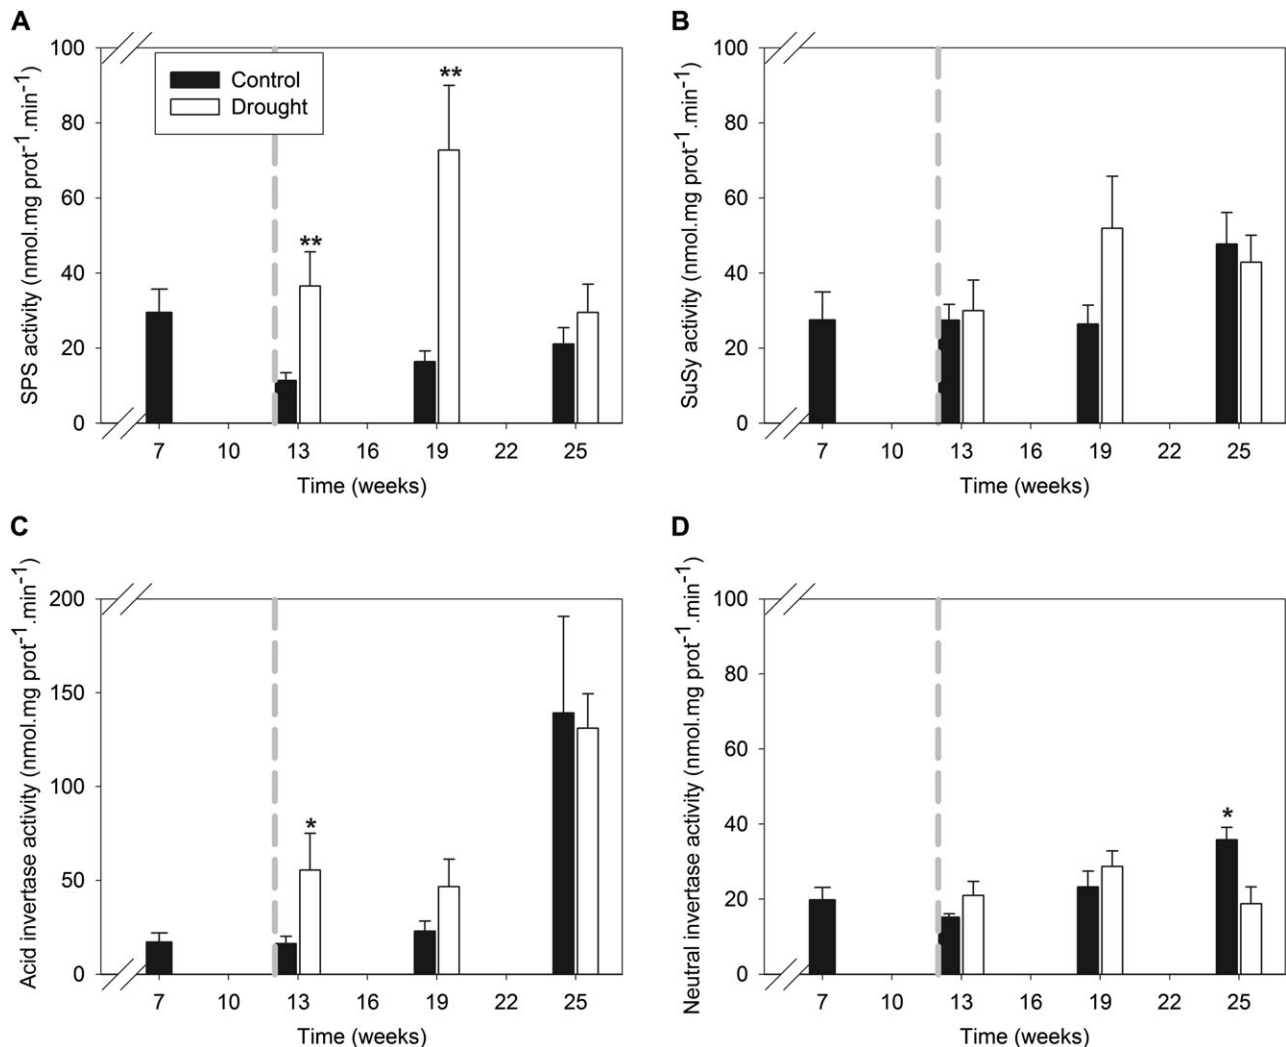 A
SPS activity (nmol.mg prot-1.min-1)
100
80
60
40
20
0
Control
Drought
**
**
7 10 13 16 19 22 25
Time (weeks)
B
SuSy activity (nmol.mg prot-1.min-1)
100
80
60
40
20
0
7 10 13 16 19 22 25
Time (weeks)
C
Acid invertase activity (nmol.mg prot-1.min-1)
200
150
100
50
0
*
7 10 13 16 19 22 25
Time (weeks)
D
Neutral invertase activity (nmol.mg prot-1.min-1)
100
80
60
40
20
0
*
7 10 13 16 19 22 25
Time (weeks)